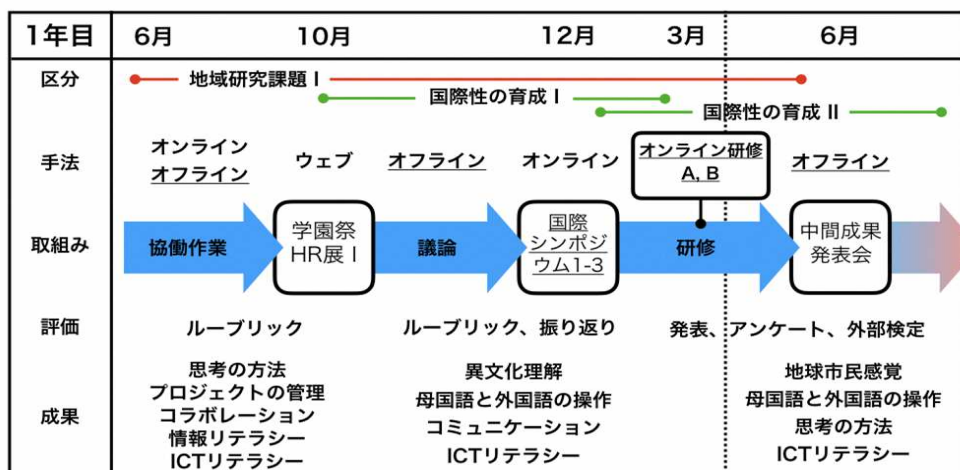 1年目 6月 10月 12月 3月 6月
区分 地域研究課題 I
国際性の育成 I
国際性の育成 II
手法 オンライン ウェブ オフライン オンライン オンライン研修 オフライン
オフライン A, B
取組み 協働作業 学園祭 議論 国際 研修 中間成果
HR展 I シンポジ 発表会
ウム1-3
評価 ルーブリック ルーブリック、振り返り 発表、アンケート、外部検定
成果 思考の方法 異文化理解 地球市民感覚
プロジェクトの管理 母国語と外国語の操作 母国語と外国語の操作
コラボレーション コミュニケーション 思考の方法
情報リテラシー ICTリテラシー ICTリテラシー
ICTリテラシー